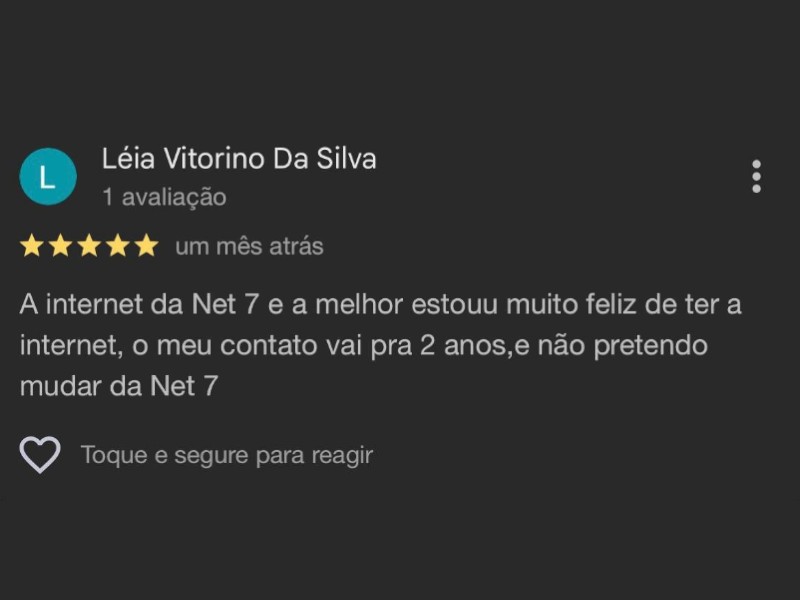 L
Léia Vitorino Da Silva
1 avaliação
um mês atrás
A internet da Net 7 e a melhor estouu muito feliz de ter a
internet, o meu contato vai pra 2 anos,e não pretendo
mudar da Net 7
Toque e segure para reagir